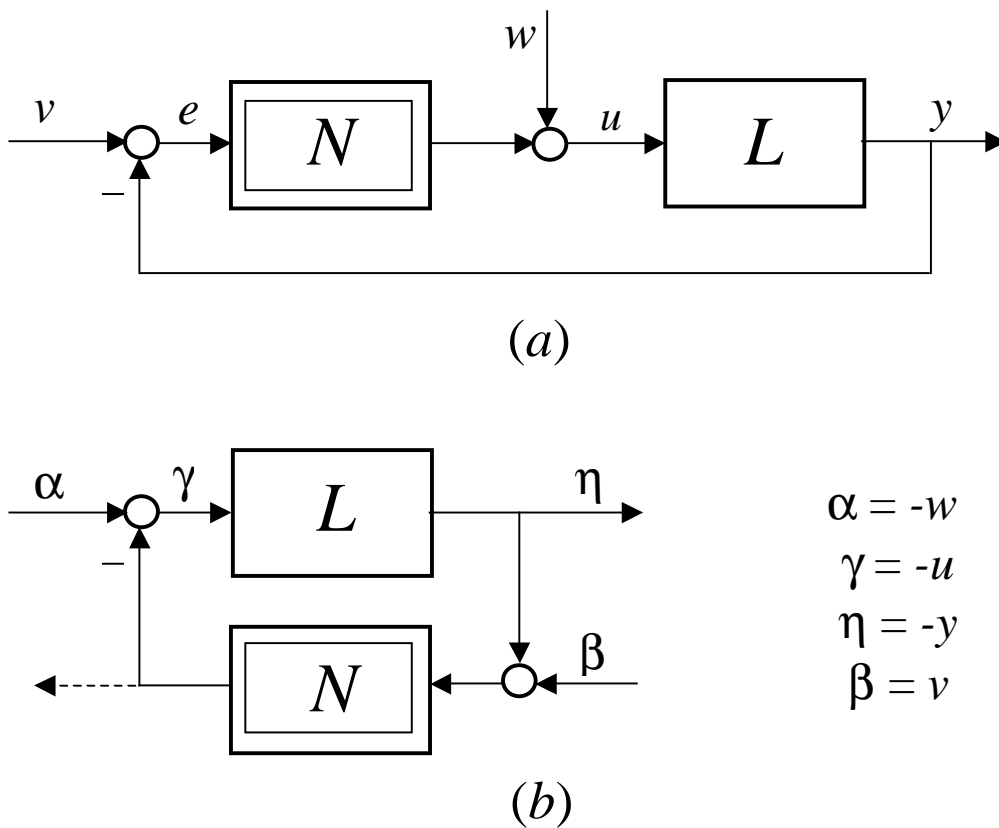 w
v e N u L y
−
(a)
α γ L η
− N β
α = -w
γ = -u
η = -y
β = v
(b)